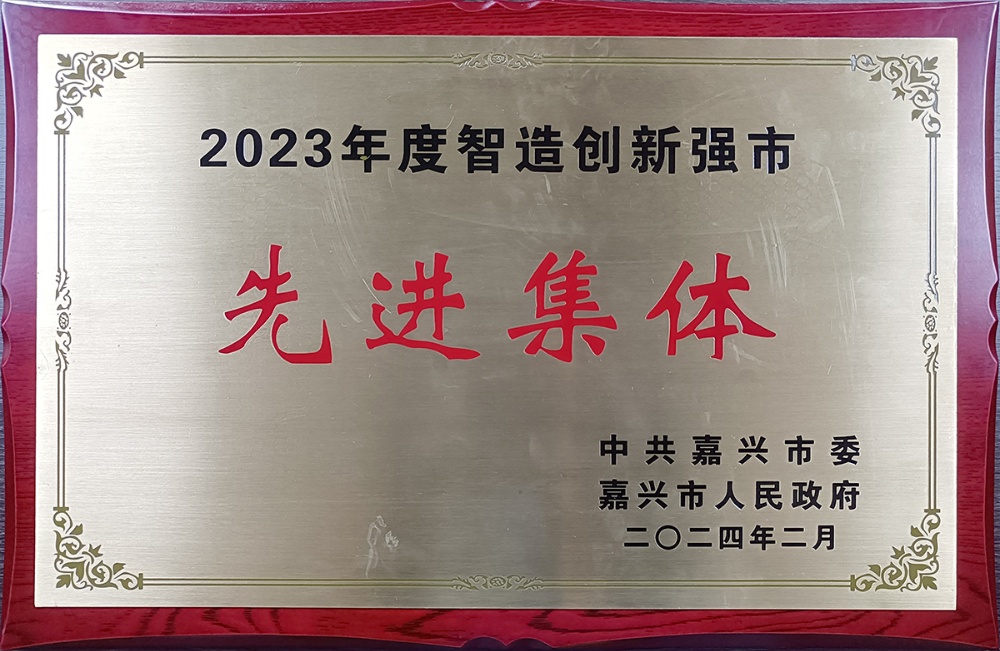 2023年度智造创新强市
先进集体
中共嘉兴市委
嘉兴市人民政府
二〇二四年二月